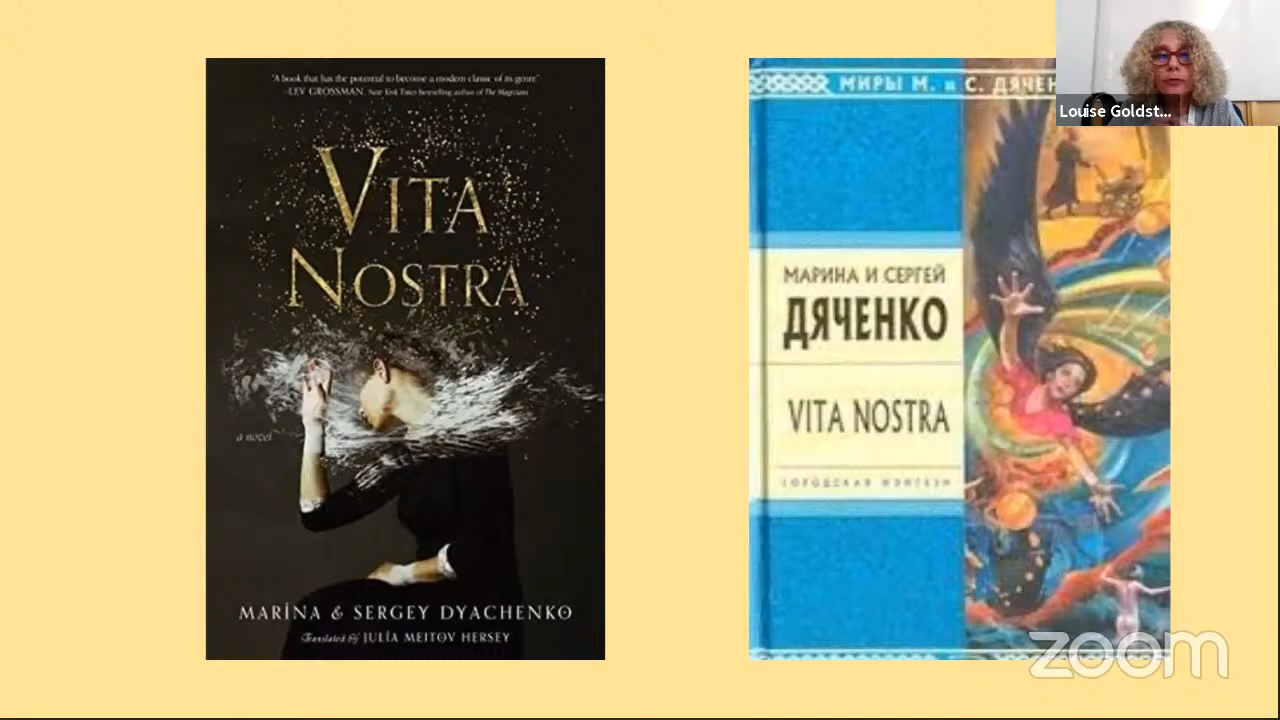 "A book that has the potential to become a modern classic of its genre."
—LEV GROSSMAN, New York Times bestselling author of The Magicians
VITA
NOSTRA
a novel
MARINA & SERGEY DYACHENKO
Translated by JULIA MEITOV HERSEY
МИРЫ М. и С. ДЯЧЕН
МАРИНА И СЕРГЕЙ
ДЯЧЕНКО
VITA NOSTRA
ГОРОДСКАЯ ФЭНТЕЗИ
Louise Goldst...
zoom